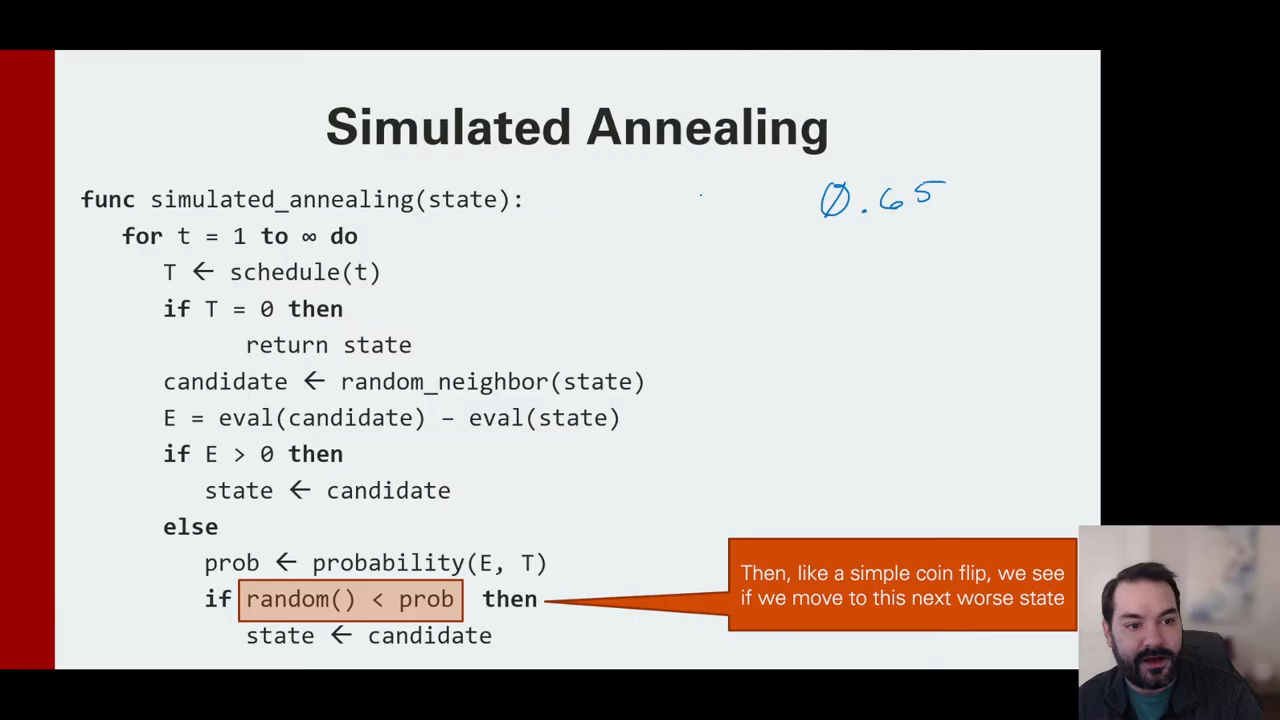 Simulated Annealing
func simulated_annealing(state):
0.65
for t = 1 to ∞ do
T ← schedule(t)
if T = 0 then
return state
candidate ← random_neighbor(state)
E = eval(candidate) – eval(state)
if E > 0 then
state ← candidate
else
prob ← probability(E, T)
if random() < prob then
state ← candidate
Then, like a simple coin flip, we see
if we move to this next worse state